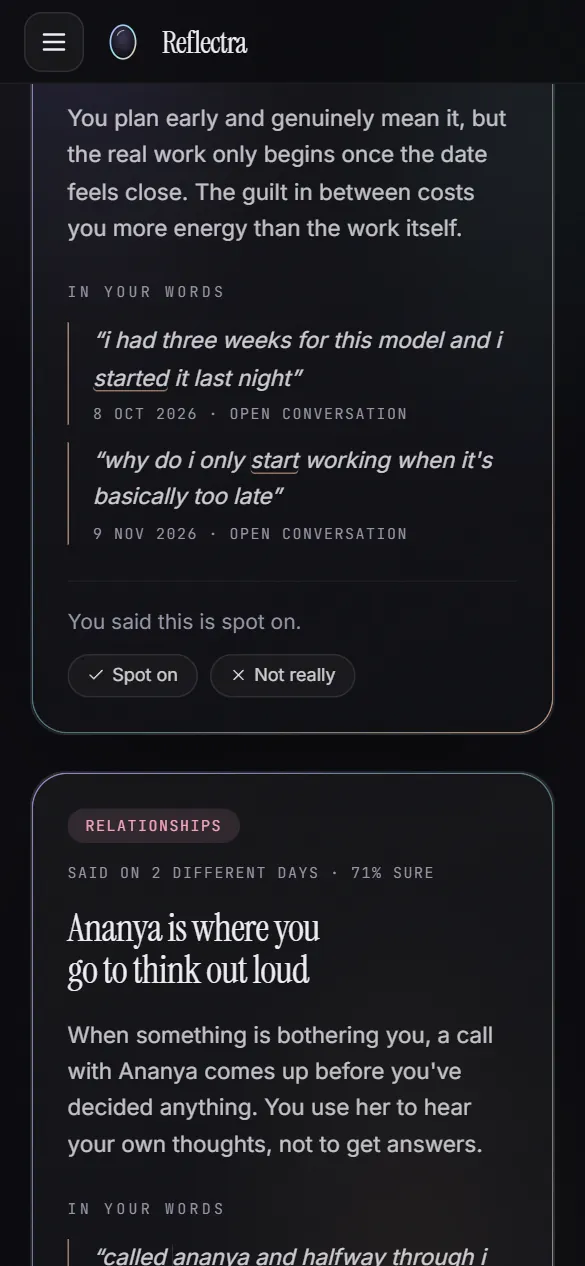 Reflectra
You plan early and genuinely mean it, but
the real work only begins once the date
feels close. The guilt in between costs
you more energy than the work itself.
IN YOUR WORDS
“i had three weeks for this model and i
started it last night”
8 OCT 2026 · OPEN CONVERSATION
“why do i only start working when it's
basically too late”
9 NOV 2026 · OPEN CONVERSATION
You said this is spot on.
Spot on
Not really
RELATIONSHIPS
SAID ON 2 DIFFERENT DAYS · 71% SURE
Ananya is where you
go to think out loud
When something is bothering you, a call
with Ananya comes up before you've
decided anything. You use her to hear
your own thoughts, not to get answers.
IN YOUR WORDS
“called ananya and halfway through i